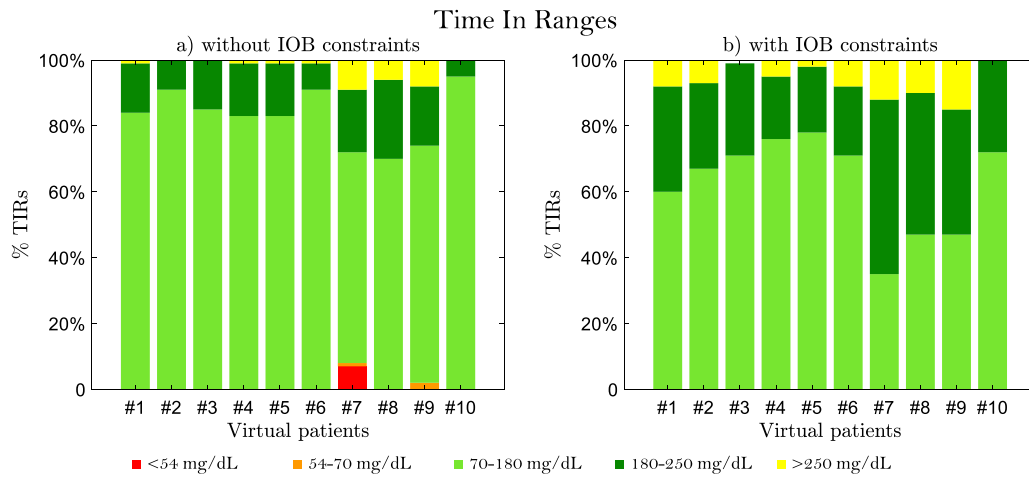 Time In Ranges
a) without IOB constraints
100%
80%
60%
40%
20%
0
% TIRs
#1 #2 #3 #4 #5 #6 #7 #8 #9 #10
Virtual patients
b) with IOB constraints
100%
80%
60%
40%
20%
0
% TIRs
#1 #2 #3 #4 #5 #6 #7 #8 #9 #10
Virtual patients
<54 mg/dL 54-70 mg/dL 70-180 mg/dL 180-250 mg/dL >250 mg/dL